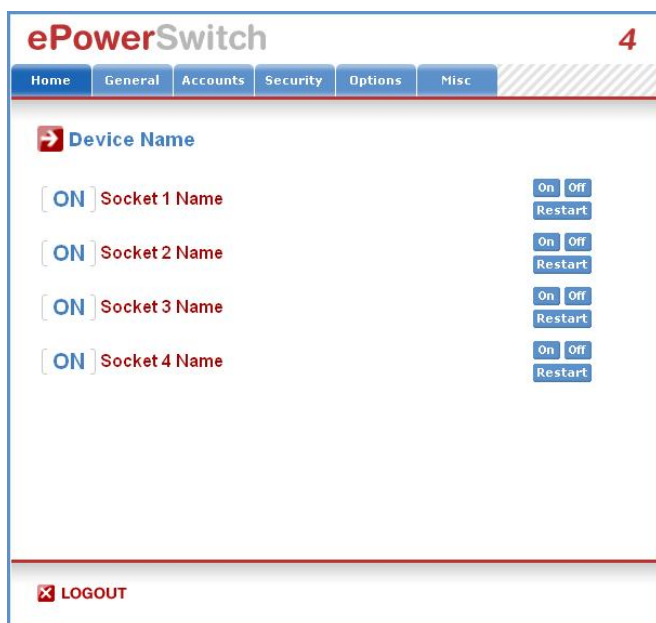 ePowerSwitch 4
Home General Accounts Security Options Misc
Device Name
ON Socket 1 Name On Off
Restart
ON Socket 2 Name On Off
Restart
ON Socket 3 Name On Off
Restart
ON Socket 4 Name On Off
Restart
LOGOUT